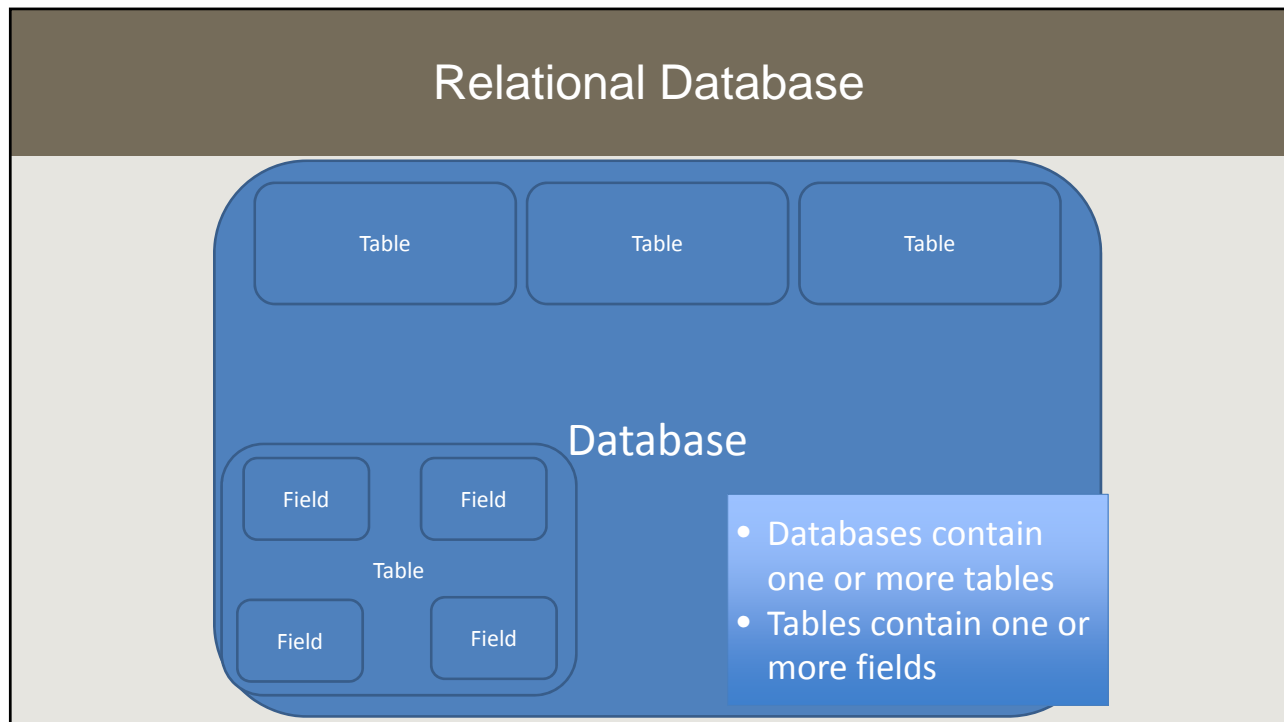 Relational Database
Table
Table
Table
Database
Field
Field
Table
Field
Field
• Databases contain
one or more tables
• Tables contain one or
more fields